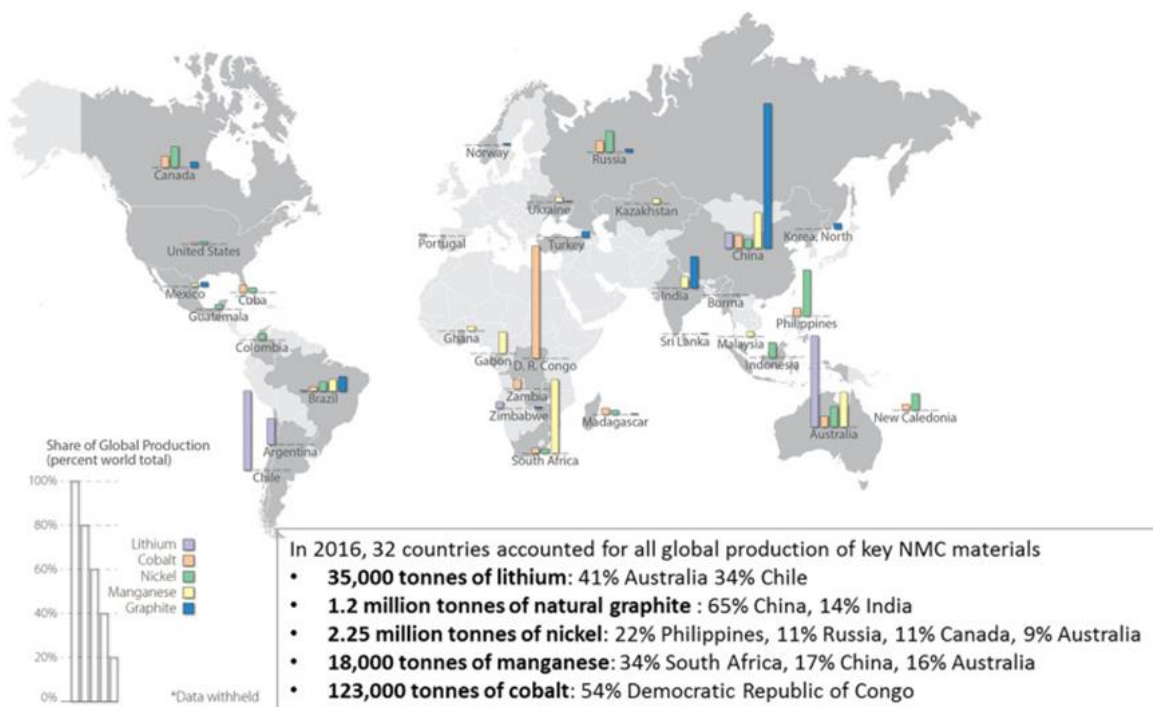 Canada
United States
Mexico
Cuba
Guatemala
Colombia
Brazil
Argentina
Chile
Norway
Russia
Ukraine
Kazakhstan
Portugal
Turkey
China
Korea, North
India
Burma
Sri Lanka
Malaysia
Philippines
Indonesia
Ghana
Gabon
D. R. Congo
Zambia
Zimbabwe
Madagascar
South Africa
Australia
New Caledonia
Share of Global Production
(percent world total)
100%
80%
60%
40%
20%
0%
Lithium
Cobalt
Nickel
Manganese
Graphite
*Data withheld
In 2016, 32 countries accounted for all global production of key NMC materials
• 35,000 tonnes of lithium: 41% Australia 34% Chile
• 1.2 million tonnes of natural graphite : 65% China, 14% India
• 2.25 million tonnes of nickel: 22% Philippines, 11% Russia, 11% Canada, 9% Australia
• 18,000 tonnes of manganese: 34% South Africa, 17% China, 16% Australia
• 123,000 tonnes of cobalt: 54% Democratic Republic of Congo